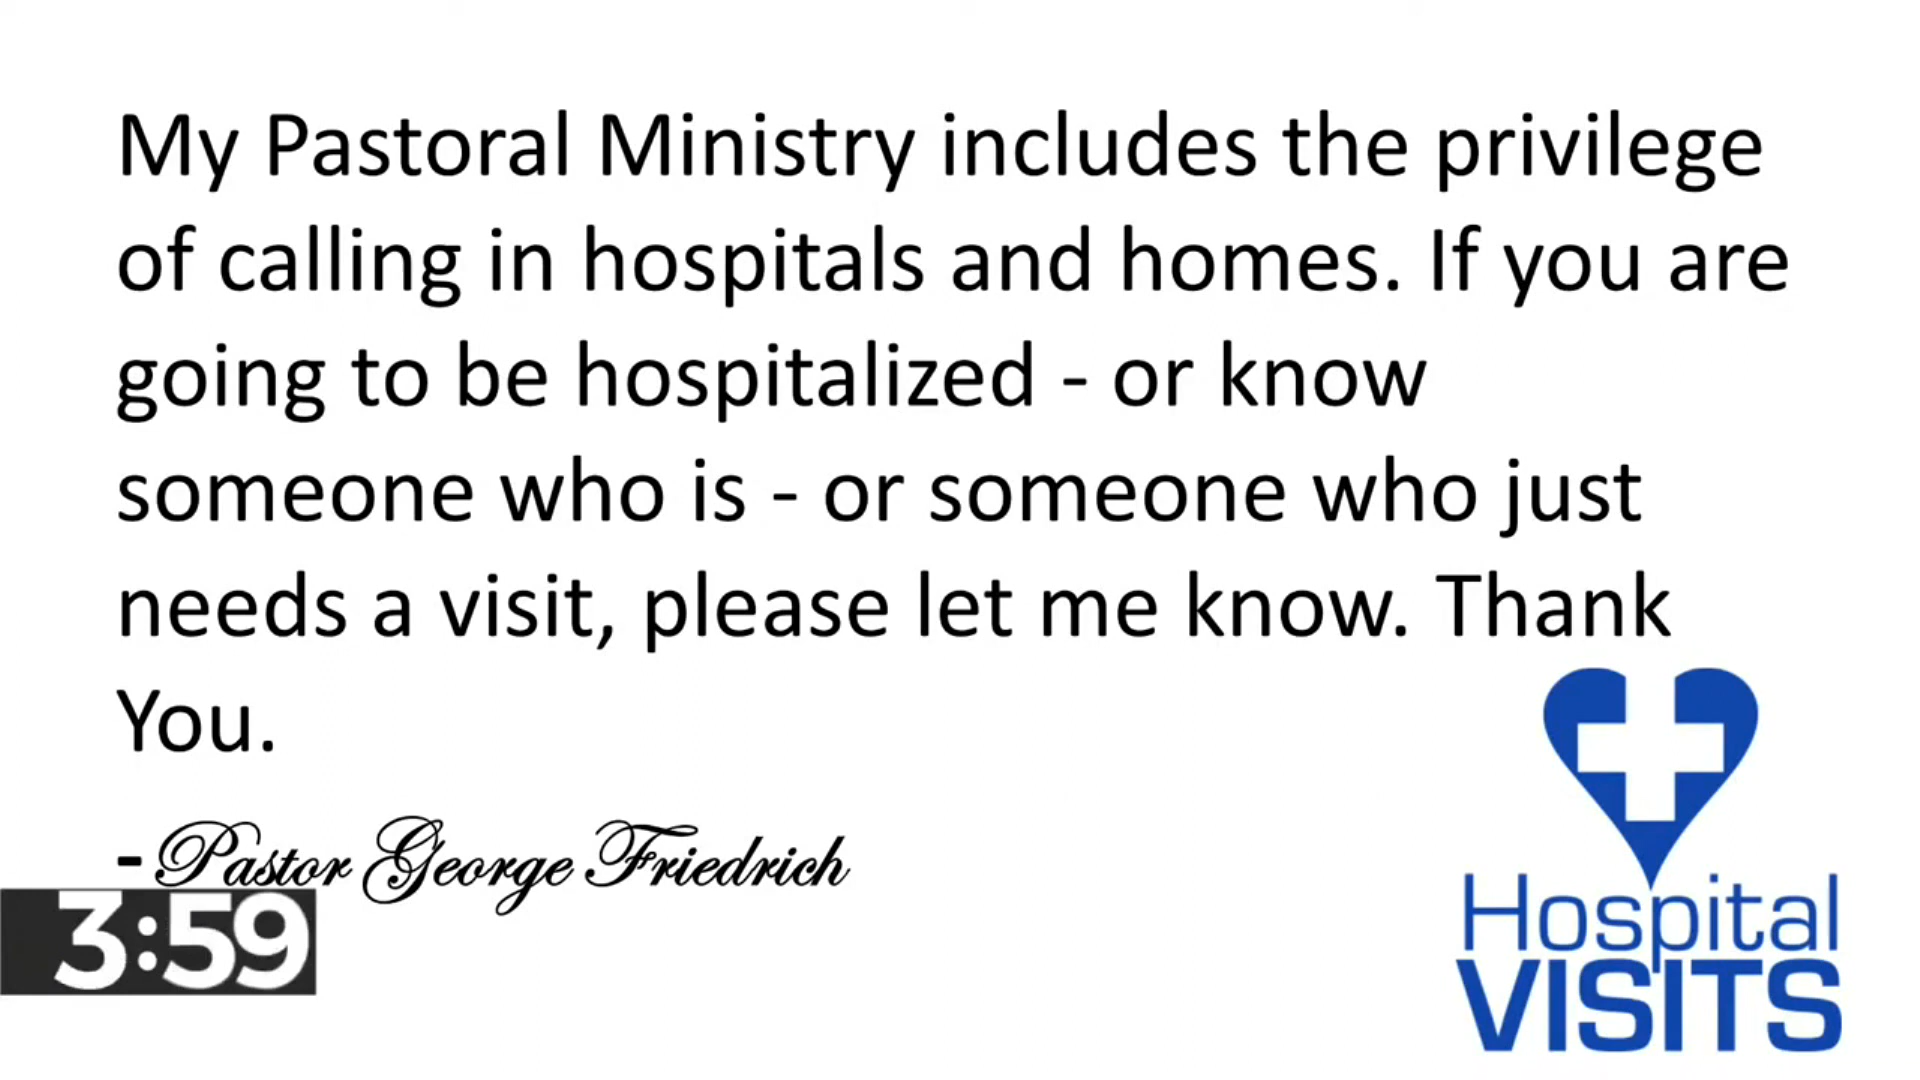 My Pastoral Ministry includes the privilege
of calling in hospitals and homes. If you are
going to be hospitalized - or know
someone who is - or someone who just
needs a visit, please let me know. Thank
You.
- Pastor George Friedrich
3:59
Hospital
VISITS